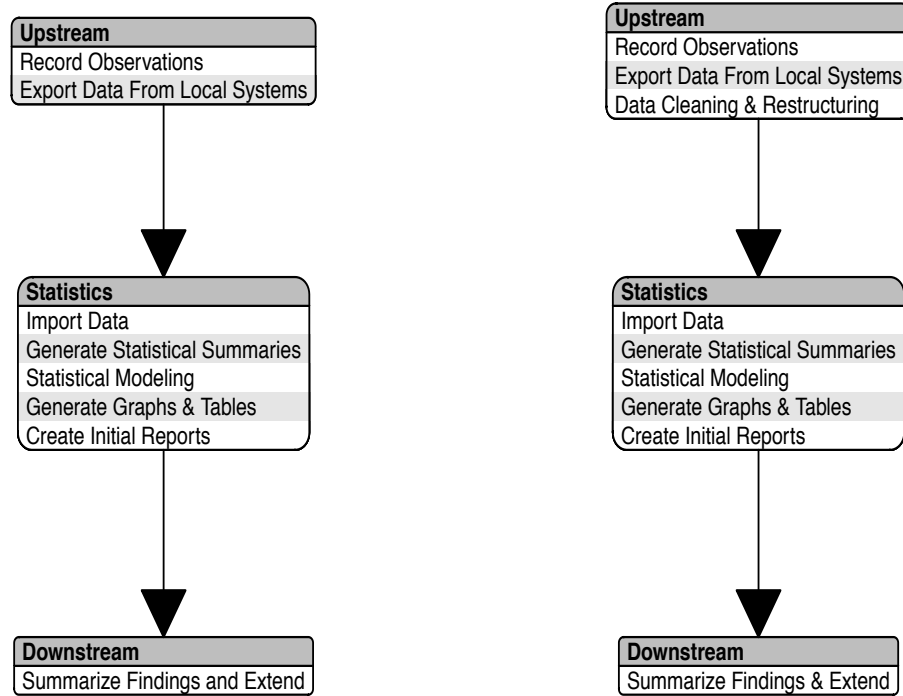 Upstream
Record Observations
Export Data From Local Systems
Statistics
Import Data
Generate Statistical Summaries
Statistical Modeling
Generate Graphs & Tables
Create Initial Reports
Downstream
Summarize Findings and Extend
Upstream
Record Observations
Export Data From Local Systems
Data Cleaning & Restructuring
Statistics
Import Data
Generate Statistical Summaries
Statistical Modeling
Generate Graphs & Tables
Create Initial Reports
Downstream
Summarize Findings & Extend